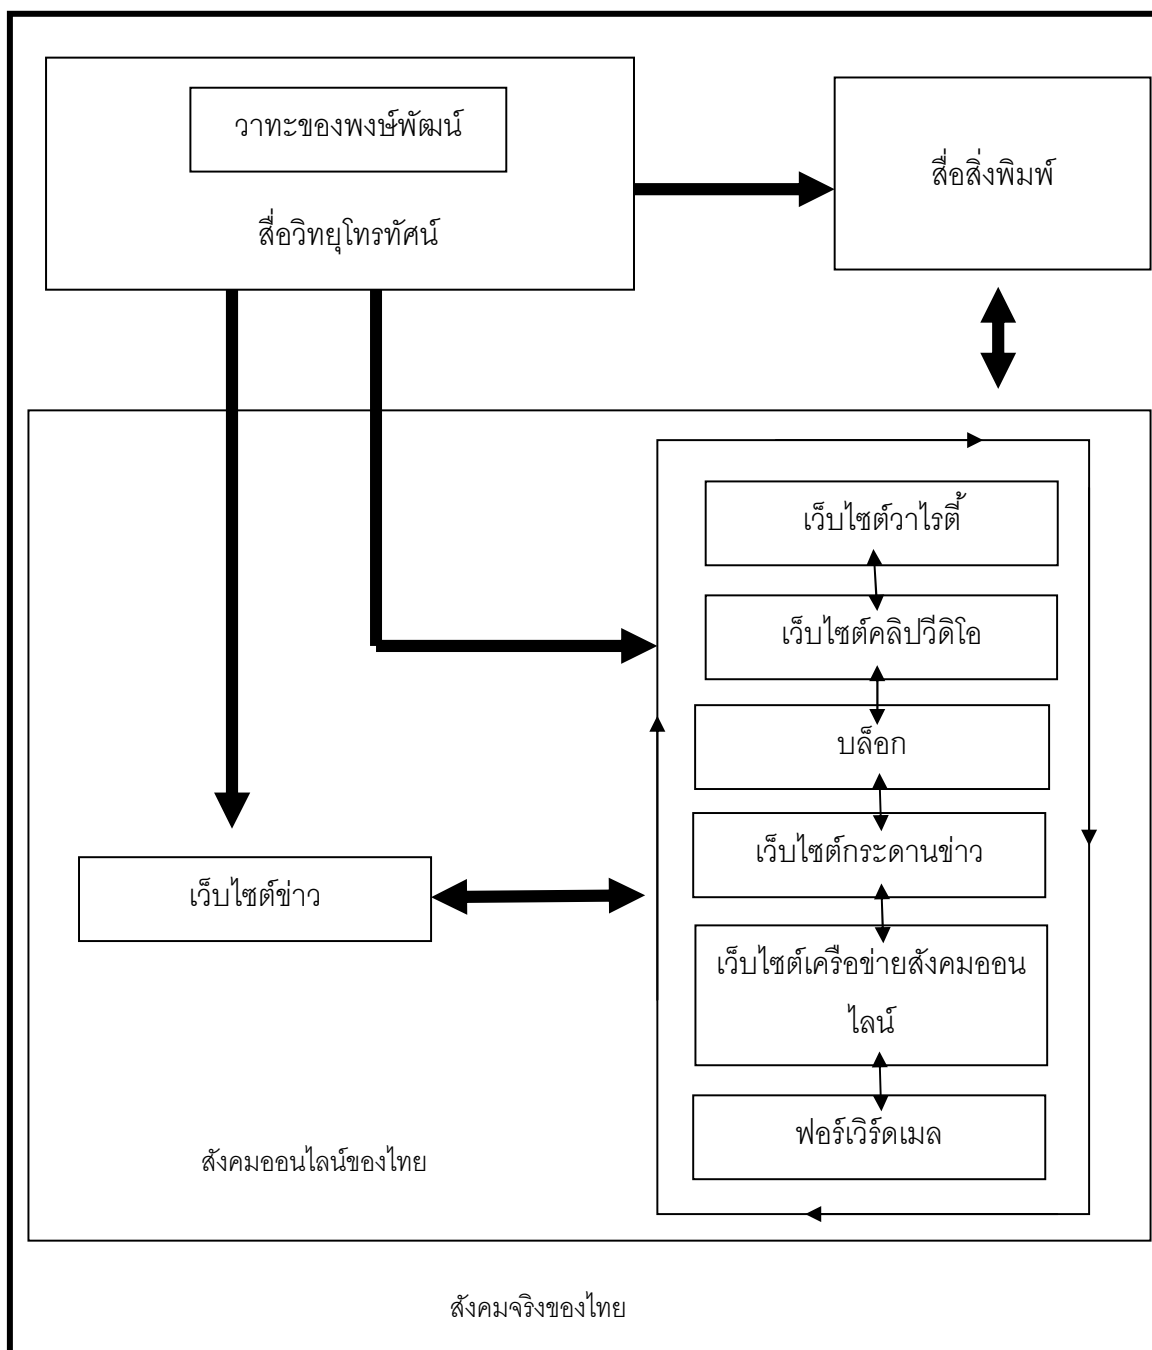 วาทะของพงษ์พัฒน์
สื่อวิทยุโทรทัศน์
สื่อสิ่งพิมพ์
เว็บไซต์วาไรตี้
เว็บไซต์คลิปวีดิโอ
บล็อก
เว็บไซต์กระดานข่าว
เว็บไซต์ข่าว
เว็บไซต์เครือข่ายสังคมออน
ไลน์
ฟอร์เวิร์ดเมล
สังคมออนไลน์ของไทย
สังคมจริงของไทย